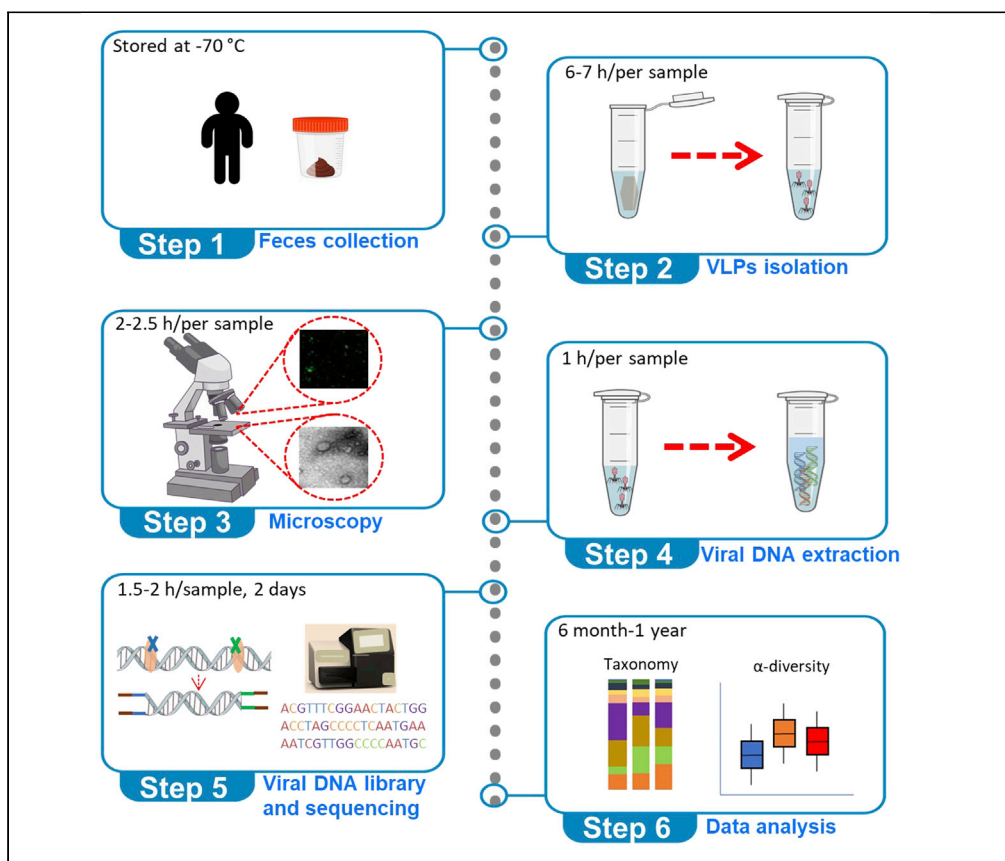 Stored at -70 °C
Step 1
Feces collection
6-7 h/per sample
Step 2
VLPs isolation
2-2.5 h/per sample
Step 3
Microscopy
1 h/per sample
Step 4
Viral DNA extraction
1.5-2 h/sample, 2 days
ACGTTTCGGAACTACTGG
ACCTAGCCCCTCAATGAA
AATCGTTGGCCCCAATGC
Step 5
Viral DNA library
and sequencing
6 month-1 year
Taxonomy
α-diversity
Step 6
Data analysis